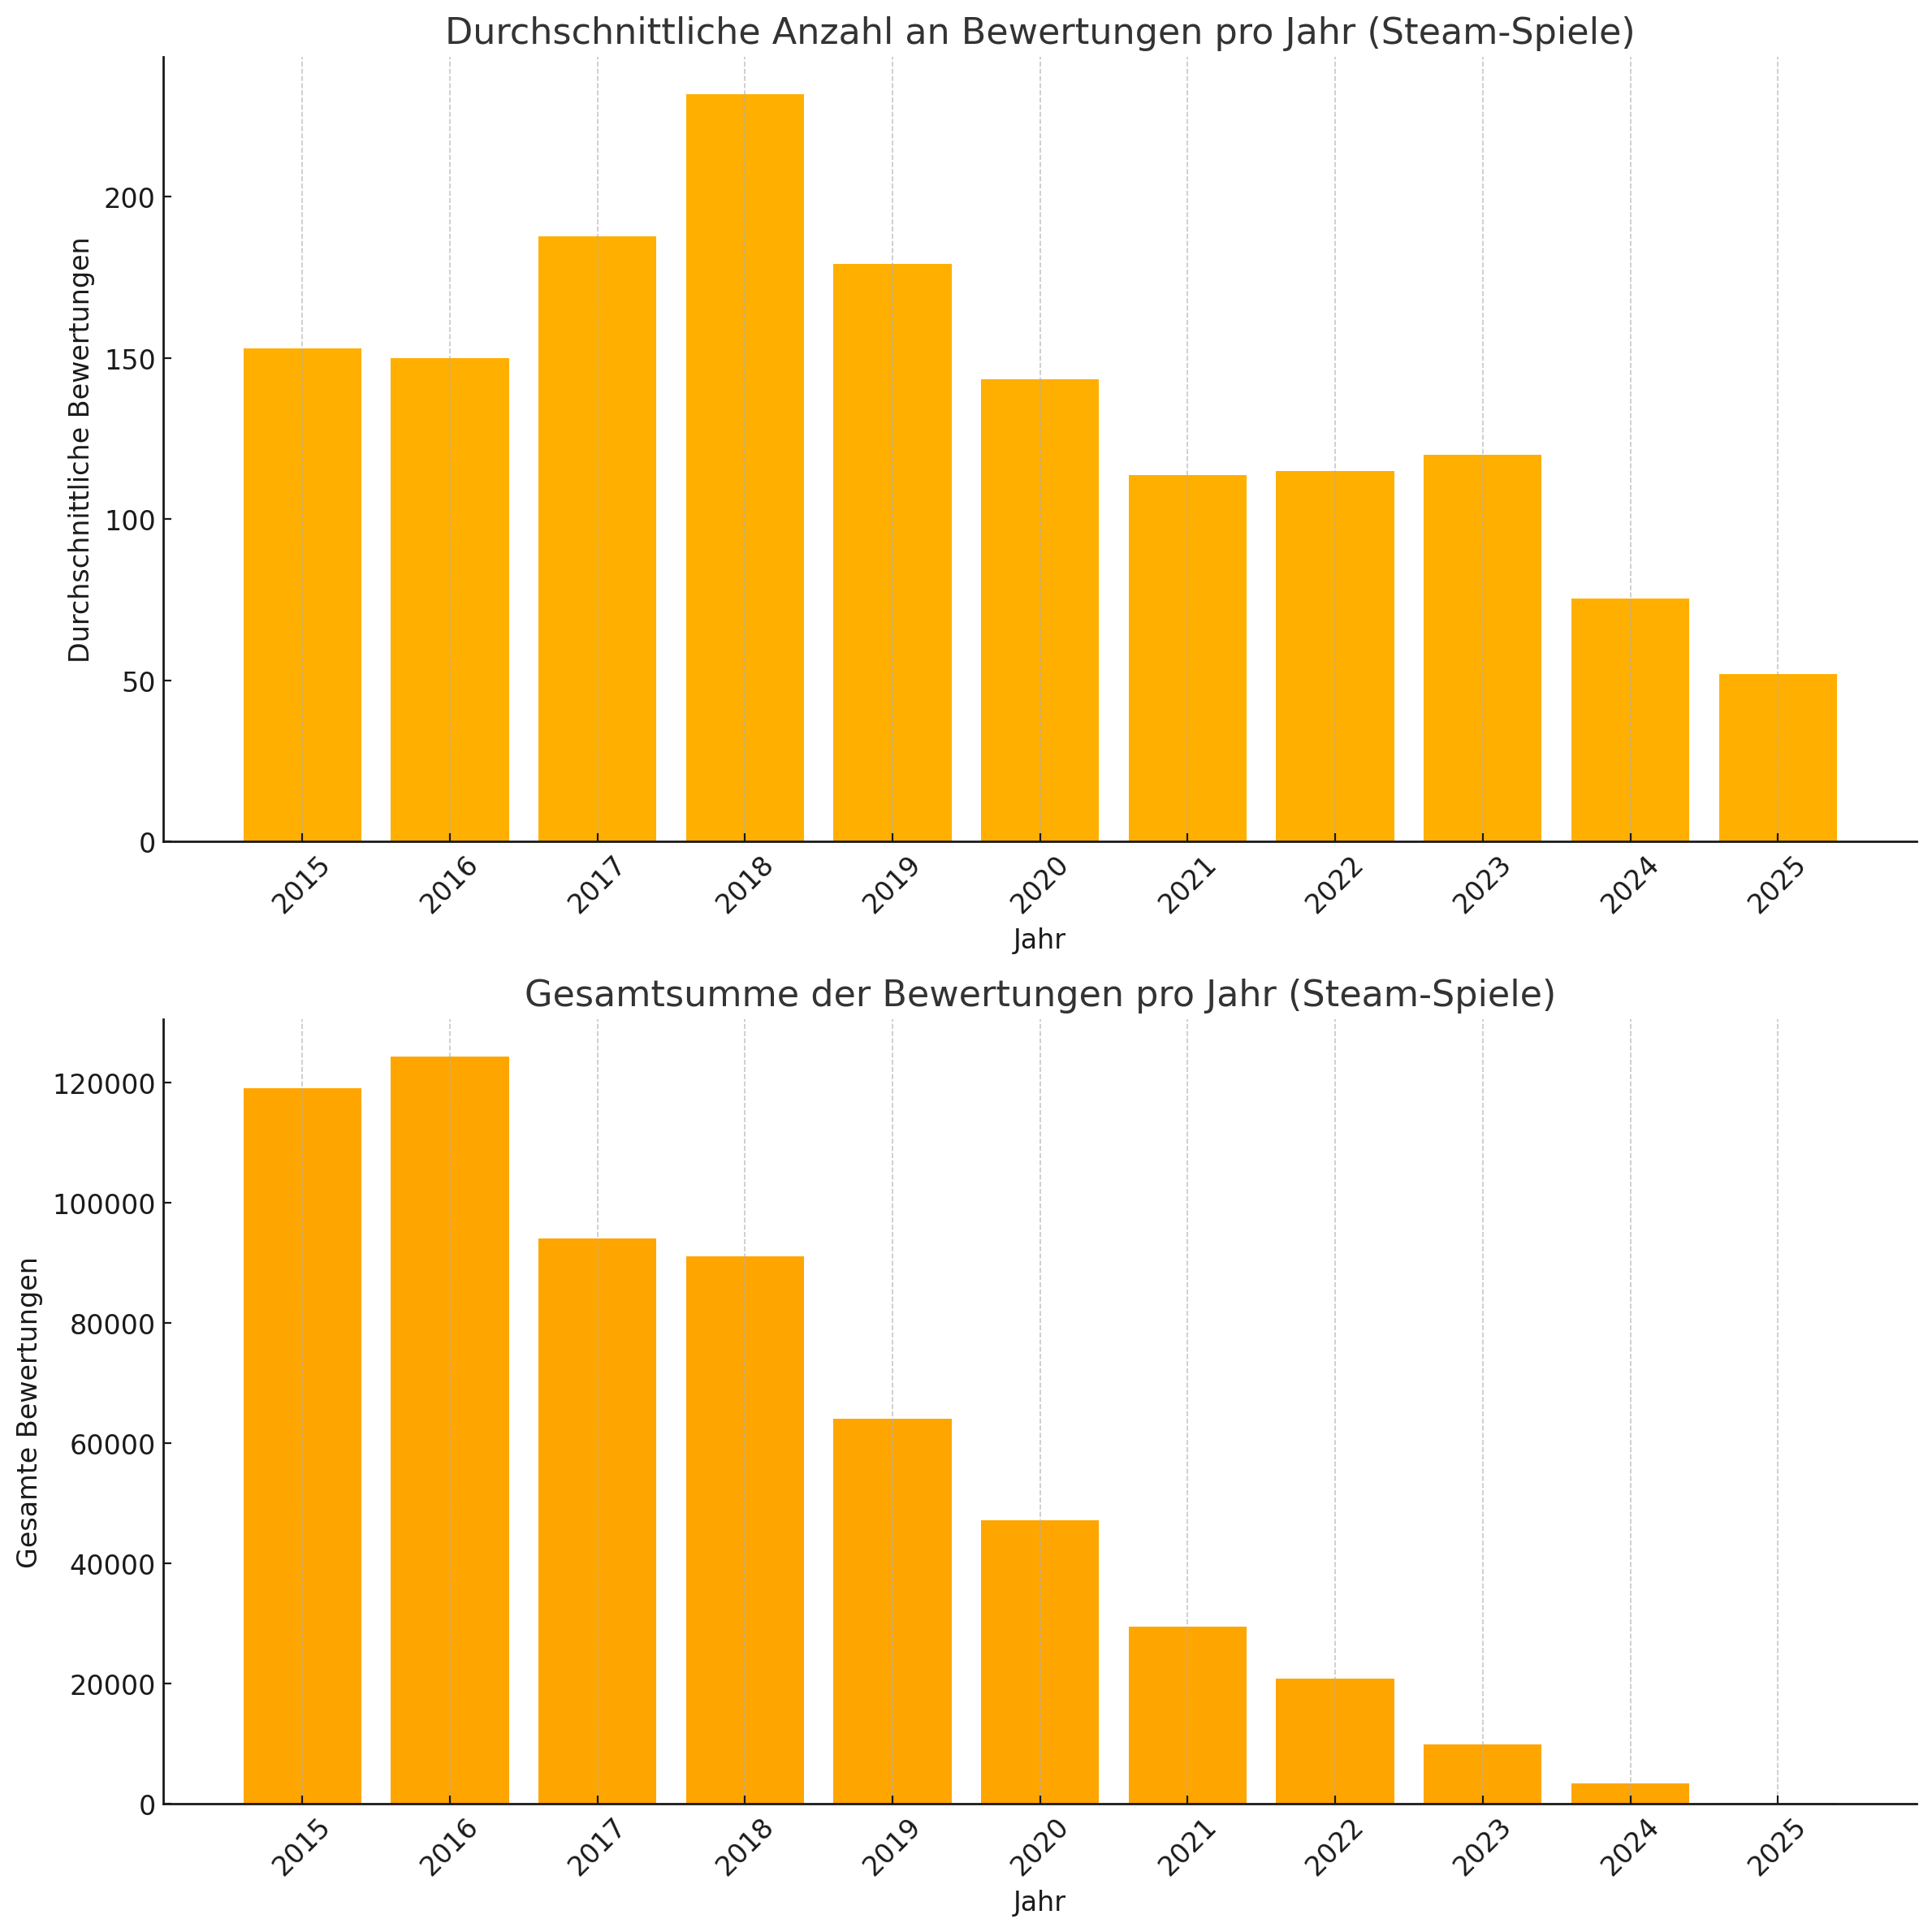 Durchschnittliche Anzahl an Bewertungen pro Jahr (Steam-Spiele)
Durchschnittliche Bewertungen
200
150
100
50
0
2015 2016 2017 2018 2019 2020 2021 2022 2023 2024 2025
Jahr
Gesamtsumme der Bewertungen pro Jahr (Steam-Spiele)
Gesamte Bewertungen
120000
100000
80000
60000
40000
20000
0
2015 2016 2017 2018 2019 2020 2021 2022 2023 2024 2025
Jahr